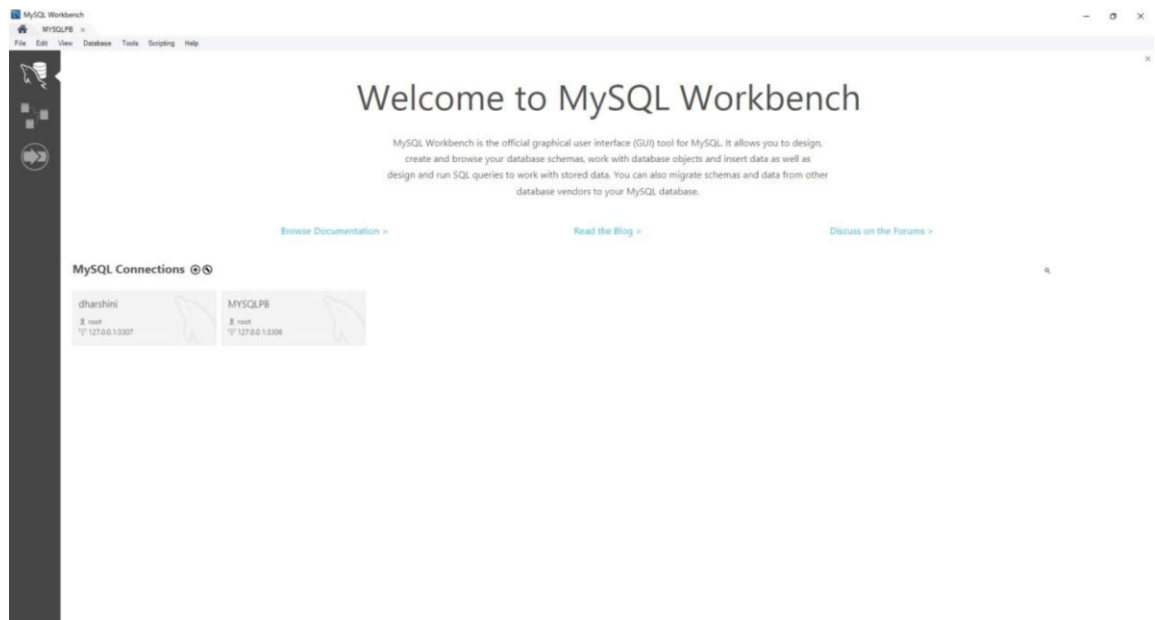 MySQL Workbench
MYSQLPB ×
File Edit View Database Tools Scripting Help
Welcome to MySQL Workbench
MySQL Workbench is the official graphical user interface (GUI) tool for MySQL. It allows you to design,
create and browse your database schemas, work with database objects and insert data as well as
design and run SQL queries to work with stored data. You can also migrate schemas and data from other
database vendors to your MySQL database.
Browse Documentation > Read the Blog > Discuss on the Forums >
MySQL Connections
dharshini
root
127.0.0.1:3307
MYSQLPB
root
127.0.0.1:3306